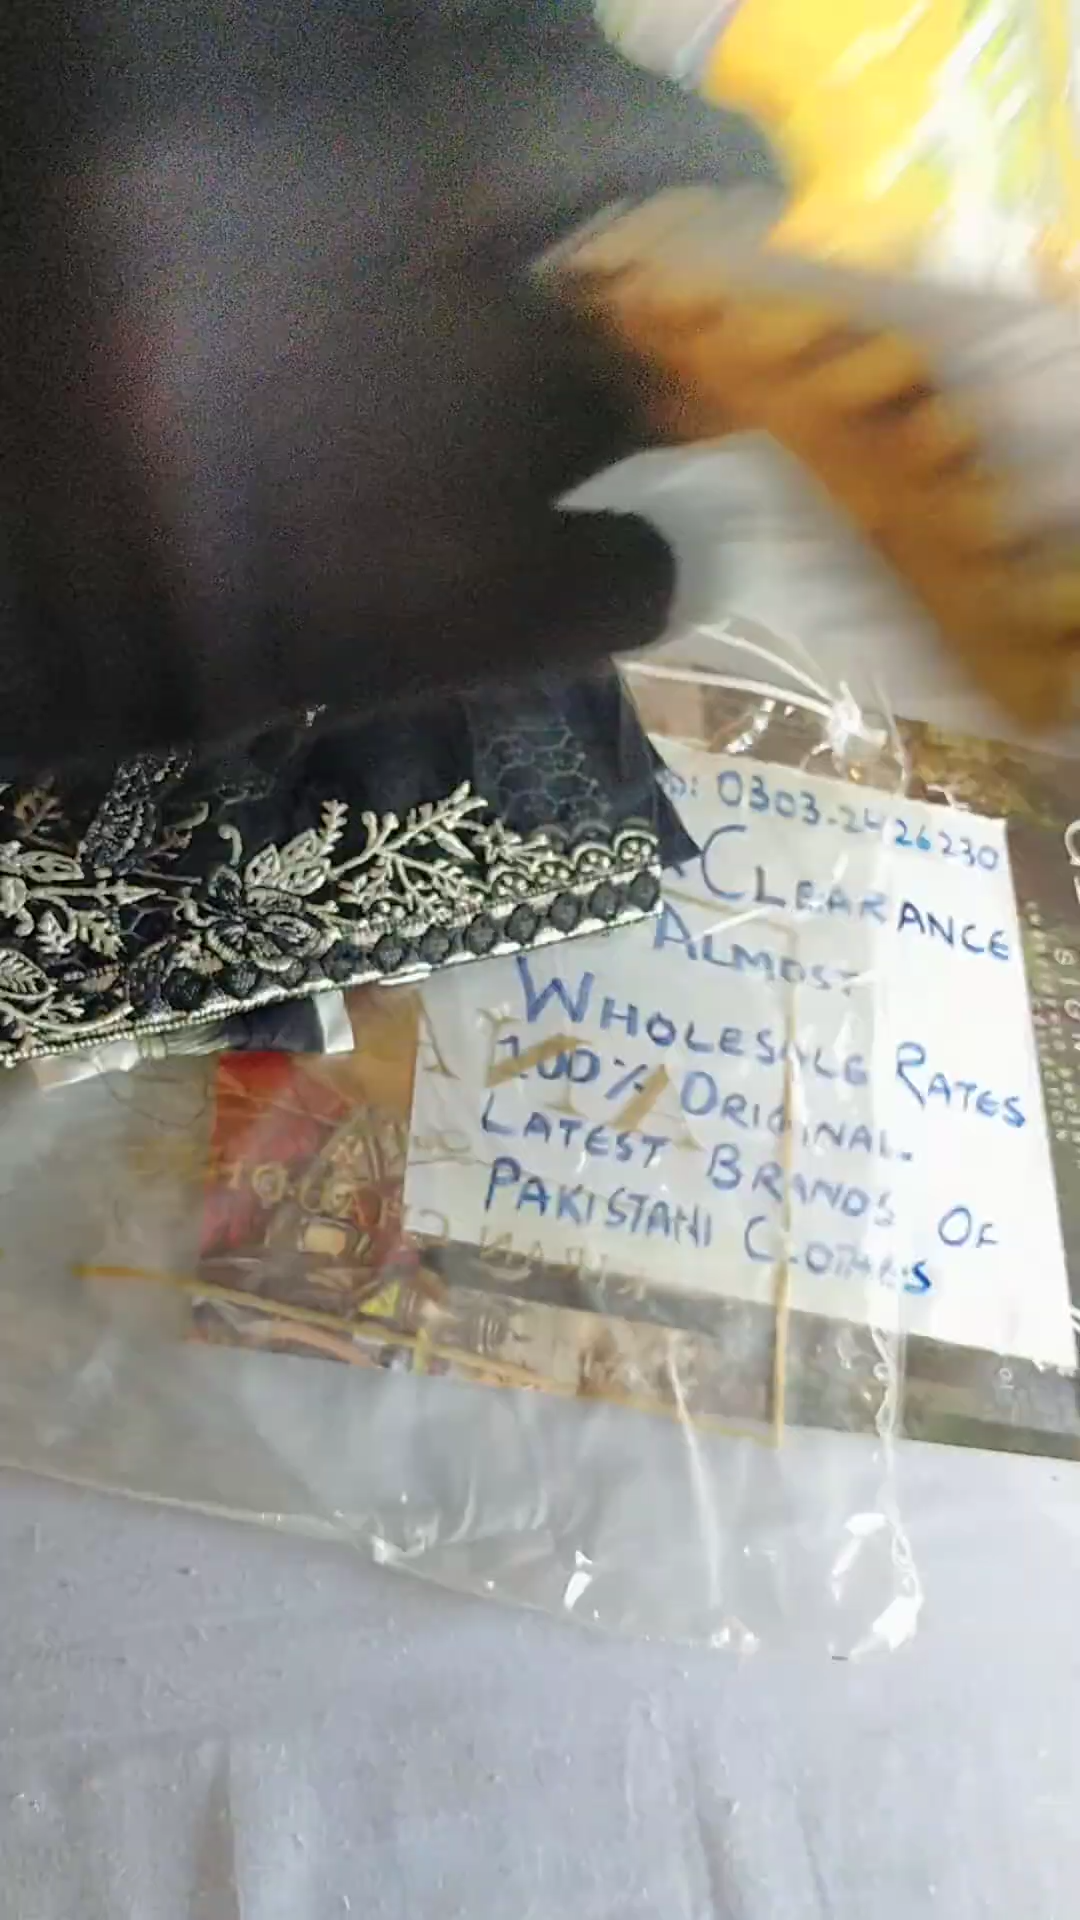 : 0303-2426230
CLEARANCE
ALMOST
WHOLESALE RATES
100% ORIGINAL.
LATEST BRANDS OF
PAKISTANI CLOTHES